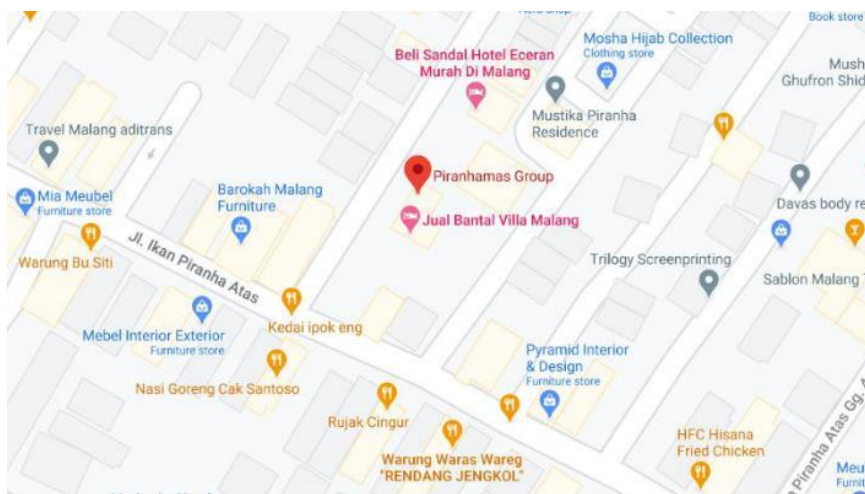 Book store
Beli Sandal Hotel Eceran
Murah Di Malang
Mosha Hijab Collection
Clothing store
Mush
Ghufron Shid
Mustika Piranha
Residence
Travel Malang aditrans
Piranhamas Group
Mia Meubel
Furniture store
Barokah Malang
Furniture
Jual Bantal Villa Malang
Davas body re
Warung Bu Siti
Jl. Ikan Piranha Atas
Trilogy Screenprinting
Sablon Malang
Kedai ipok eng
Mebel Interior Exterior
Furniture store
Pyramid Interior
& Design
Furniture store
Nasi Goreng Cak Santoso
Rujak Cingur
Warung Waras Wareg
"RENDANG JENGKOL"
HFC Hisana
Fried Chicken
Piranha Atas Gg.
Meu
Furni